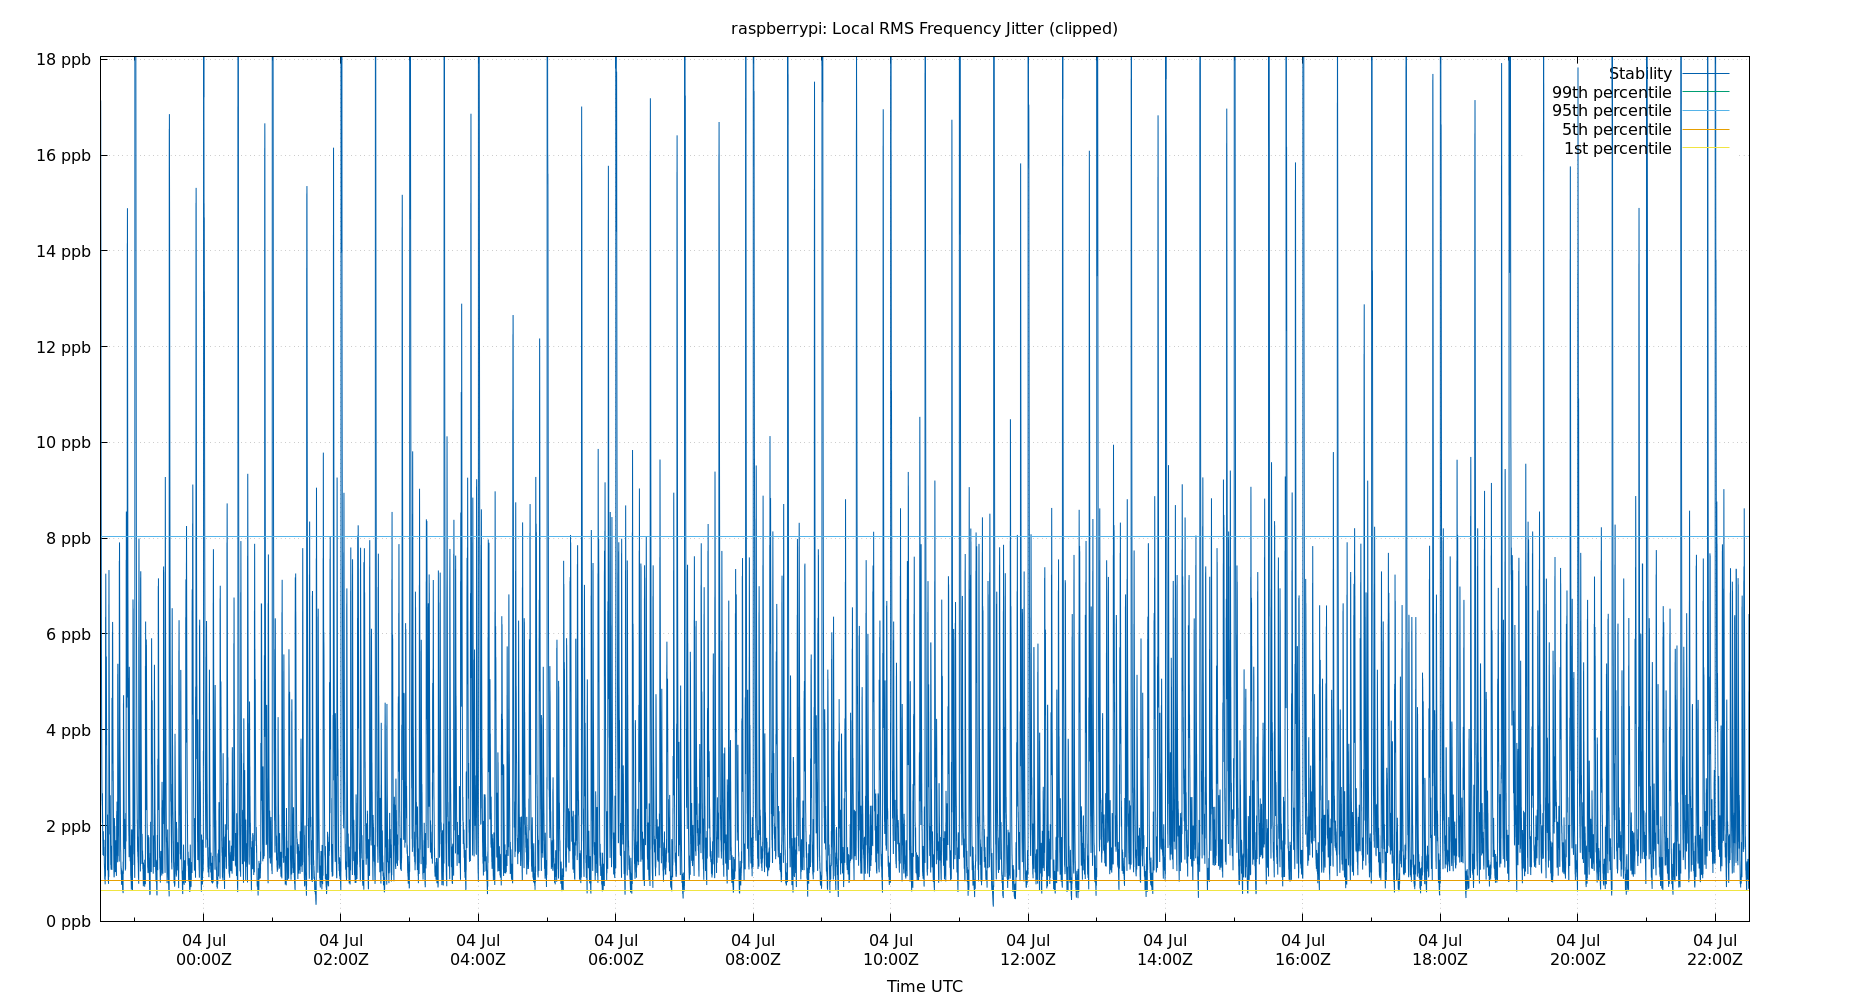 raspberrypi: Local RMS Frequency Jitter (clipped)
18 ppb
16 ppb
14 ppb
12 ppb
10 ppb
8 ppb
6 ppb
4 ppb
2 ppb
0 ppb
Stability
99th percentile
95th percentile
5th percentile
1st percentile
04 Jul 04 Jul 04 Jul 04 Jul 04 Jul 04 Jul 04 Jul 04 Jul 04 Jul 04 Jul 04 Jul 04 Jul
00:00Z 02:00Z 04:00Z 06:00Z 08:00Z 10:00Z 12:00Z 14:00Z 16:00Z 18:00Z 20:00Z 22:00Z
Time UTC